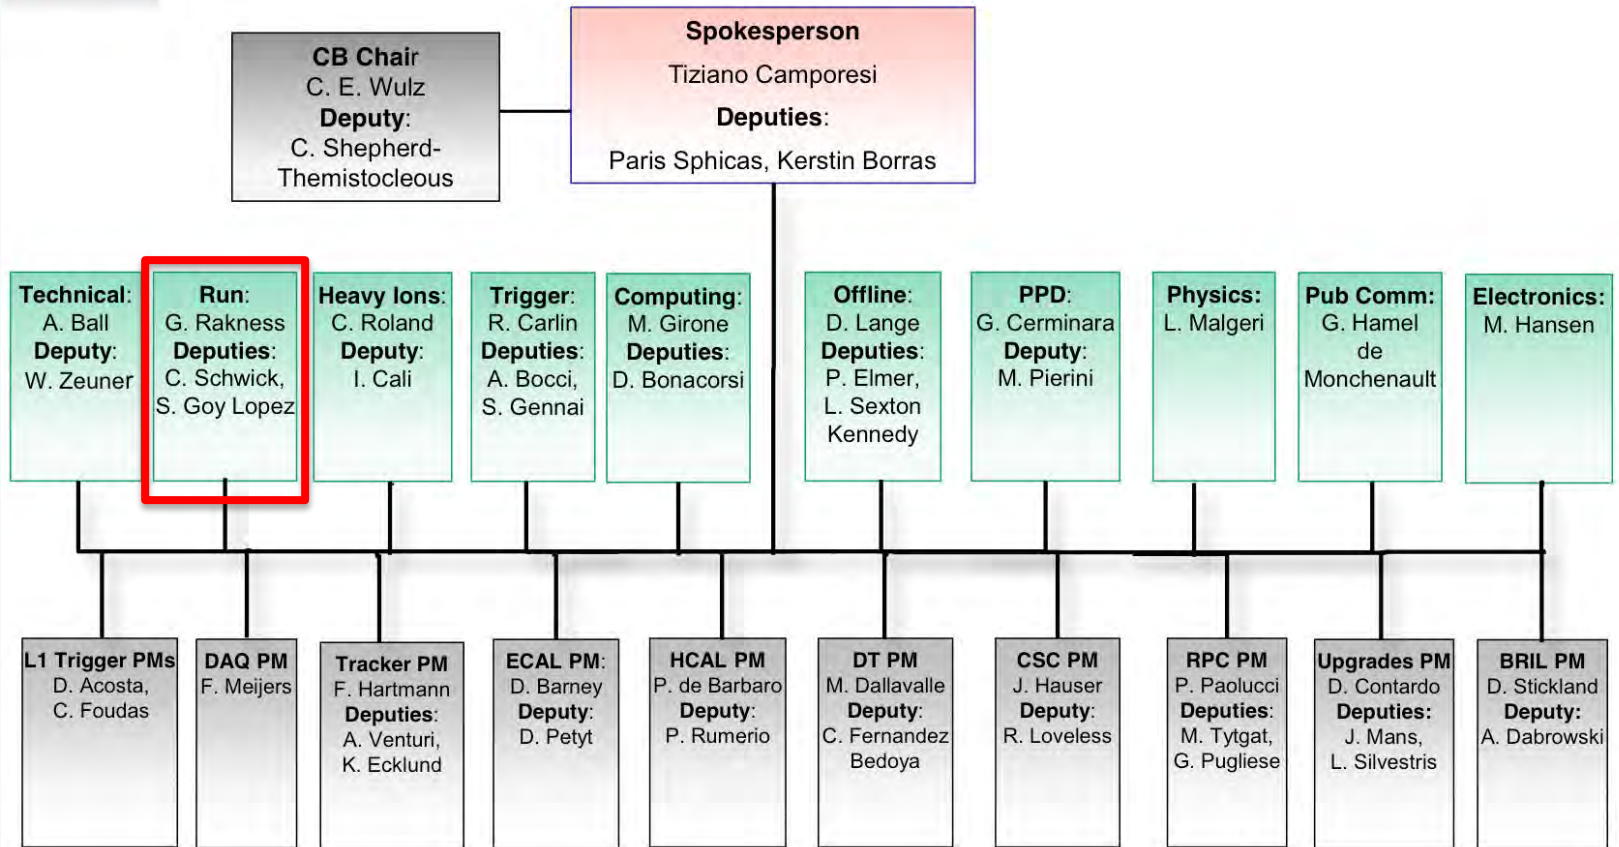 CB Chair
C. E. Wulz
Deputy:
C. Shepherd-
Themistocleous
Spokesperson
Tiziano Camporesi
Deputies:
Paris Sphicas, Kerstin Borras
Technical:
A. Ball
Deputy:
W. Zeuner
Run:
G. Rakness
Deputies:
C. Schwick,
S. Goy Lopez
Heavy Ions:
C. Roland
Deputy:
I. Cali
Trigger:
R. Carlin
Deputies:
A. Bocci,
S. Gennai
Computing:
M. Girone
Deputies:
D. Bonacorsi
Offline:
D. Lange
Deputies:
P. Elmer,
L. Sexton
Kennedy
PPD:
G. Cerminara
Deputy:
M. Pierini
Physics:
L. Malgeri
Pub Comm:
G. Hamel
de
Monchenault
Electronics:
M. Hansen
L1 Trigger PMs
D. Acosta,
C. Foudas
DAQ PM
F. Meijers
Tracker PM
F. Hartmann
Deputies:
A. Venturi,
K. Ecklund
ECAL PM:
D. Barney
Deputy:
D. Petyt
HCAL PM
P. de Barbaro
Deputy:
P. Rumerio
DT PM
M. Dallavalle
Deputy:
C. Fernandez
Bedoya
CSC PM
J. Hauser
Deputy:
R. Loveless
RPC PM
P. Paolucci
Deputies:
M. Tytgat,
G. Pugliese
Upgrades PM
D. Contardo
Deputies:
J. Mans,
L. Silvestris
BRIL PM
D. Stickland
Deputy:
A. Dabrowski